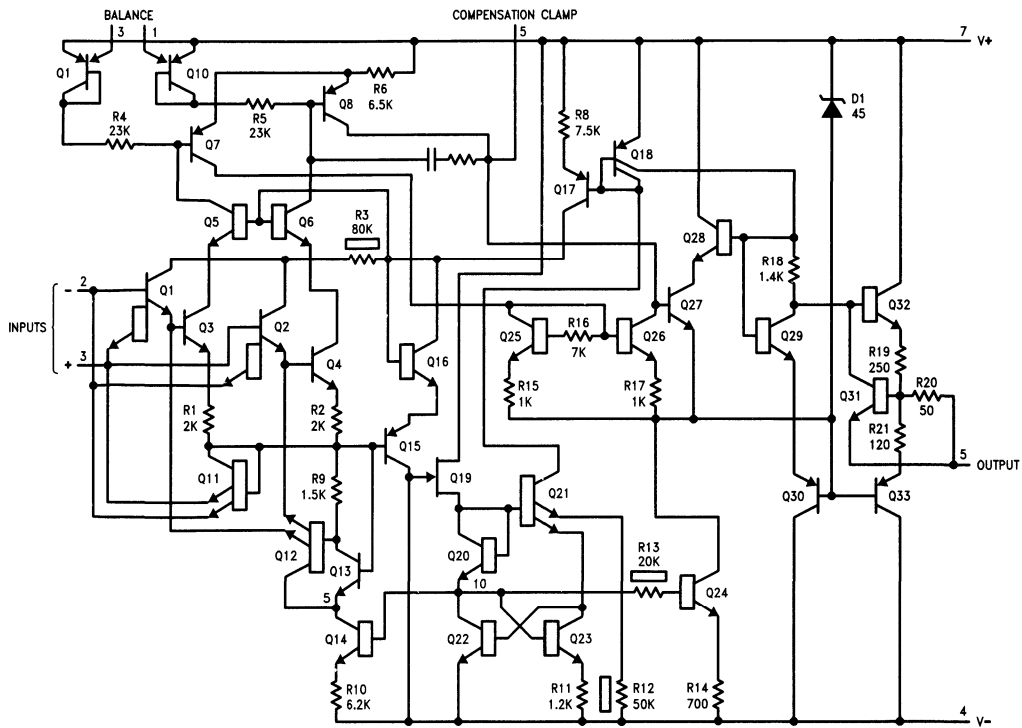 BALANCE
COMPENSATION CLAMP
3
1
5
7
V+
Q1
Q10
R6
6.5K
Q8
R4
23K
R5
23K
Q7
D1
45
R8
7.5K
Q18
Q17
Q5
Q6
R3
80K
Q28
R18
1.4K
- 2
Q1
Q3
Q2
Q4
INPUTS
+ 3
Q16
Q25
R16
7K
Q26
Q27
Q29
Q32
R19
250
R20
50
Q31
R21
120
R15
1K
R17
1K
R1
2K
R2
2K
Q15
5
OUTPUT
Q11
R9
1.5K
Q19
Q21
Q30
Q33
Q12
Q13
Q20
R13
20K
Q24
5
10
Q14
Q22
Q23
R10
6.2K
R11
1.2K
R12
50K
R14
700
4
V-